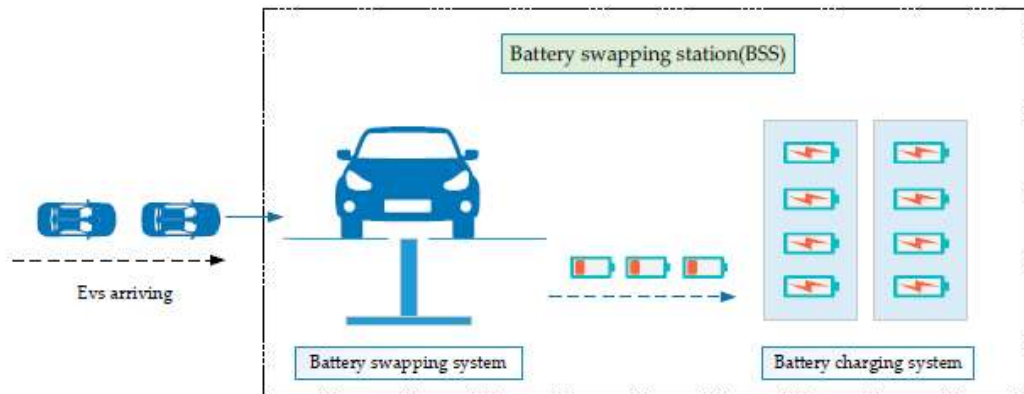 Battery swapping station(BSS)
Evs arriving
Battery swapping system
Battery charging system